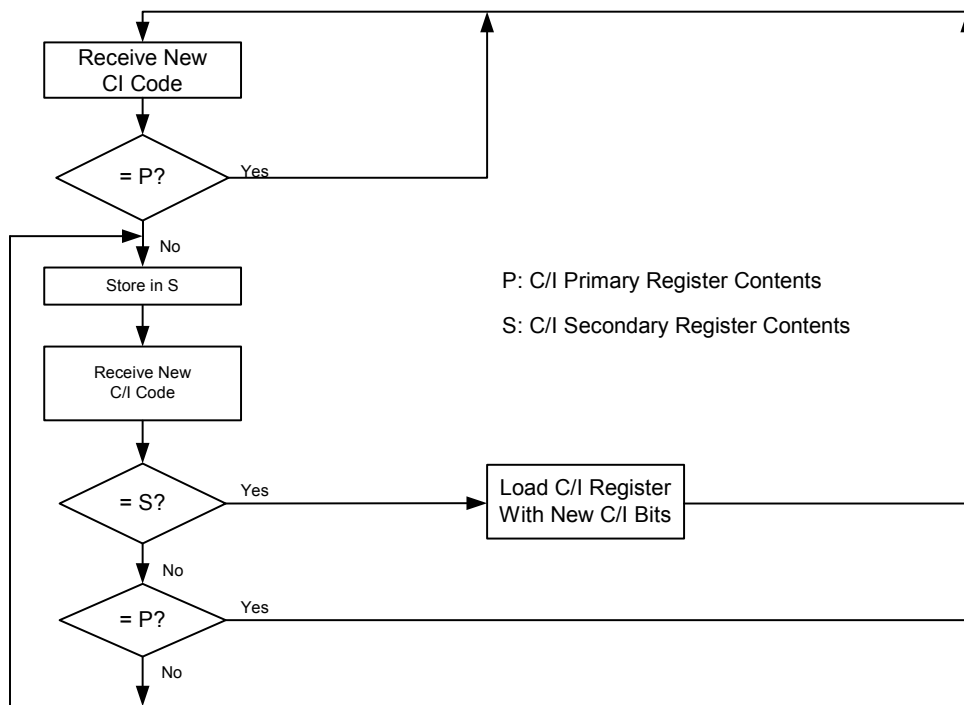 Receive New
CI Code
= P?
Yes
No
Store in S
P: C/I Primary Register Contents
S: C/I Secondary Register Contents
Receive New
C/I Code
= S?
Yes
Load C/I Register
With New C/I Bits
No
= P?
Yes
No